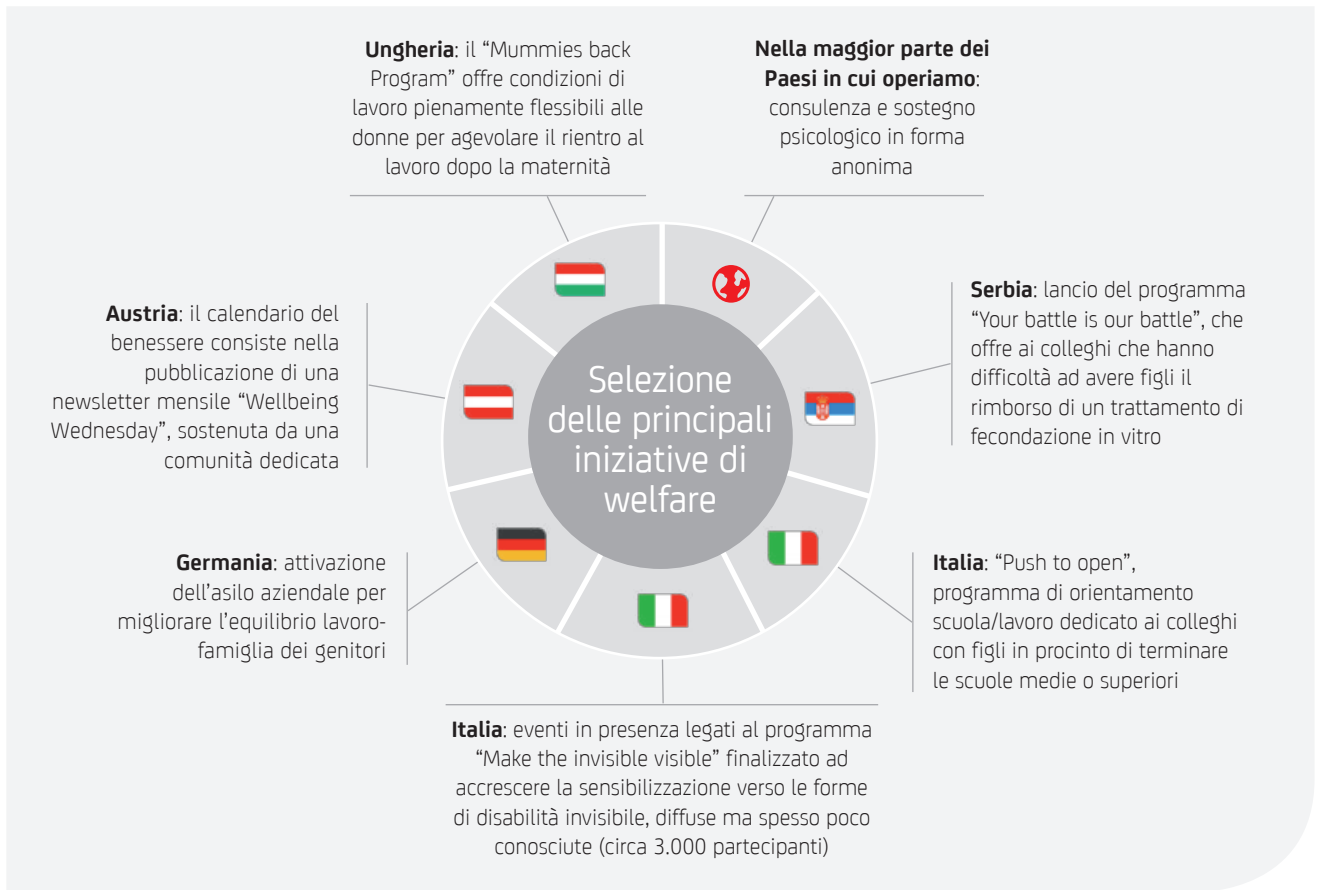 Ungheria: il “Mummies back
Program” offre condizioni di
lavoro pienamente flessibili alle
donne per agevolare il rientro al
lavoro dopo la maternità
Nella maggior parte dei
Paesi in cui operiamo:
consulenza e sostegno
psicologico in forma
anonima
Austria: il calendario del
benessere consiste nella
pubblicazione di una
newsletter mensile “Wellbeing
Wednesday”, sostenuta da una
comunità dedicata
Selezione
delle principali
iniziative di
welfare
Serbia: lancio del programma
“Your battle is our battle”, che
offre ai colleghi che hanno
difficoltà ad avere figli il
rimborso di un trattamento di
fecondazione in vitro
Germania: attivazione
dell’asilo aziendale per
migliorare l’equilibrio lavoro-
famiglia dei genitori
Italia: “Push to open”,
programma di orientamento
scuola/lavoro dedicato ai colleghi
con figli in procinto di terminare
le scuole medie o superiori
Italia: eventi in presenza legati al programma
“Make the invisible visible” finalizzato ad
accrescere la sensibilizzazione verso le forme
di disabilità invisibile, diffuse ma spesso poco
conosciute (circa 3.000 partecipanti)